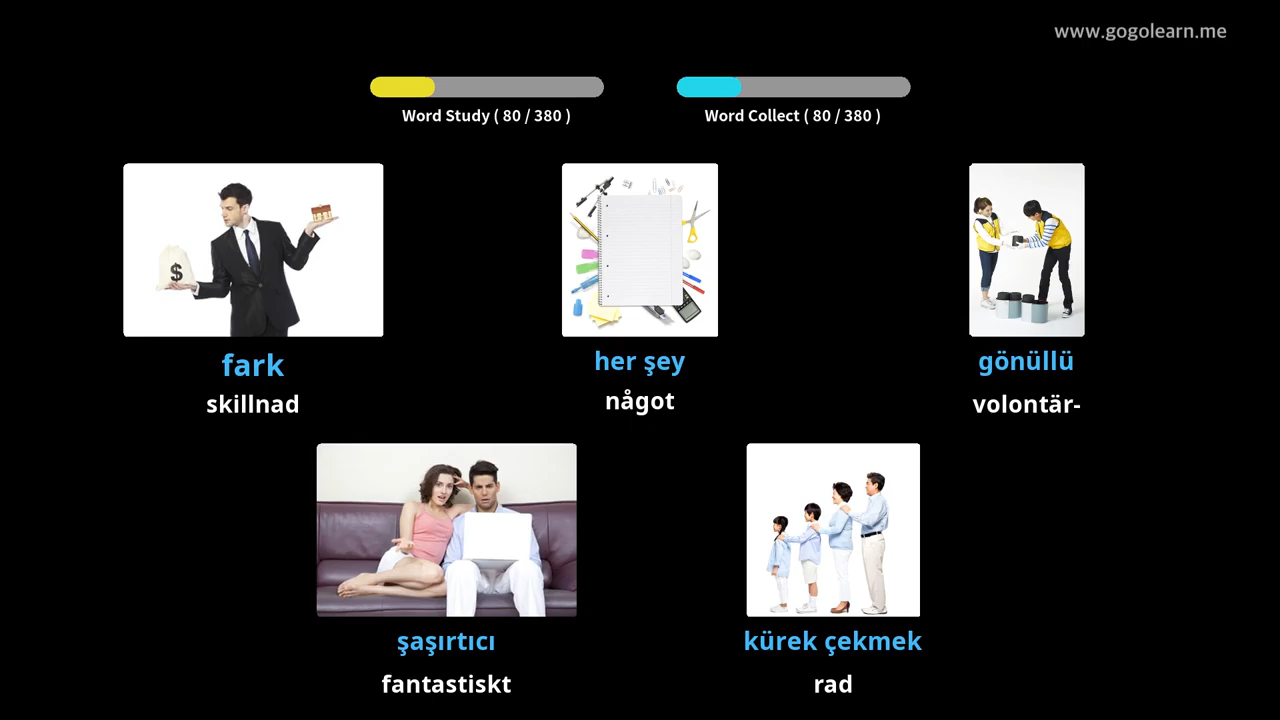 www.gogolearn.me
Word Study ( 80 / 380 )
Word Collect ( 80 / 380 )
$
fark
skillnad
her şey
något
gönüllü
volontär-
şaşırtıcı
fantastiskt
kürek çekmek
rad